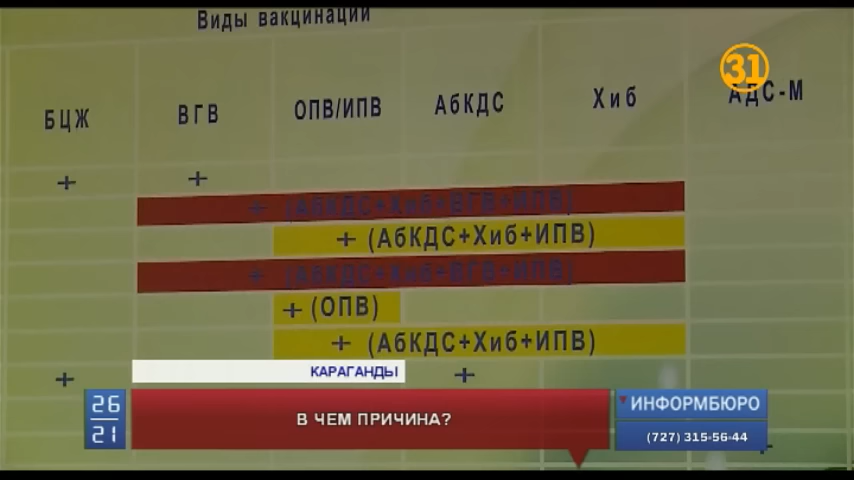 Виды вакцинации
31
БЦЖ ВГВ ОПВ/ИПВ АбКДС Хиб АДС-М
+ +
+ (АбКДС+Хиб+ВГВ+ИПВ)
+ (АбКДС+Хиб+ИПВ)
+ (АбКДС+Хиб+ВГВ+ИПВ)
+ (ОПВ)
+ (АбКДС+Хиб+ИПВ)
+ +
КАРАГАНДЫ
26
21
В ЧЕМ ПРИЧИНА?
ИНФОРМБЮРО
(727) 315-56-44